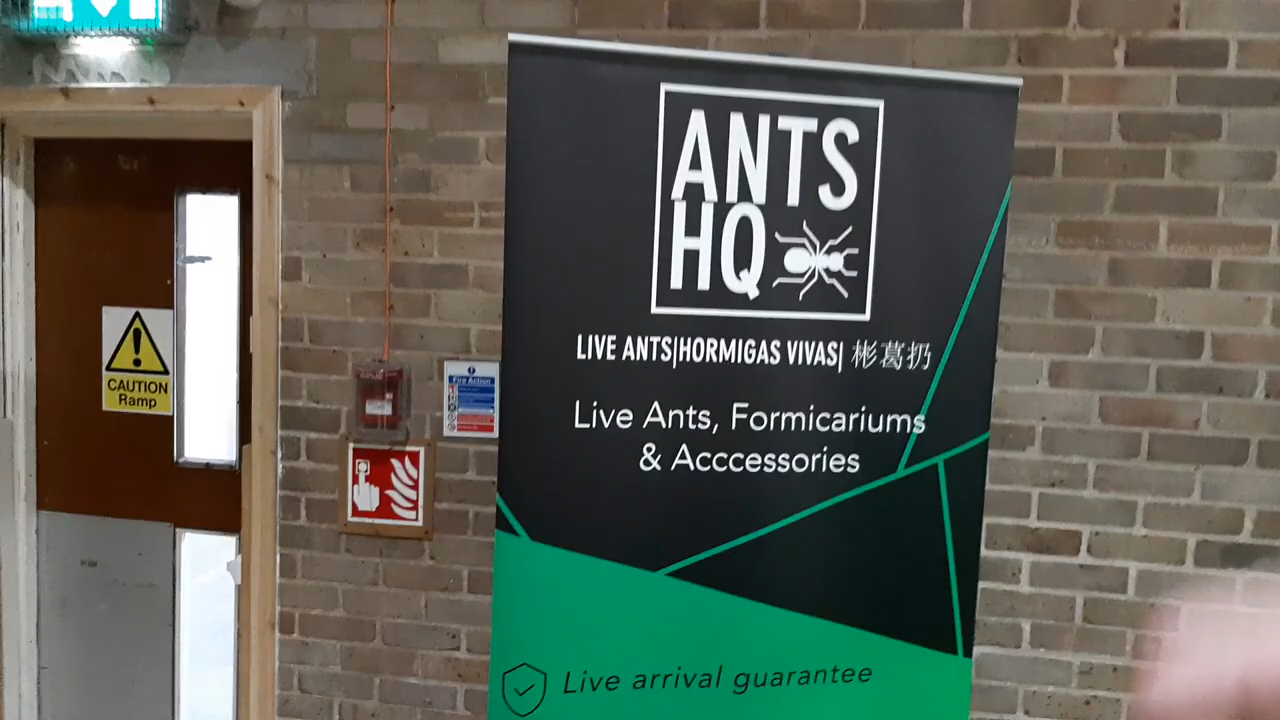 ANTS
HQ
LIVE ANTS|HORMIGAS VIVAS| 彬葛扔
Live Ants, Formicariums
& Acccessories
Live arrival guarantee
CAUTION
Ramp
Fire Action